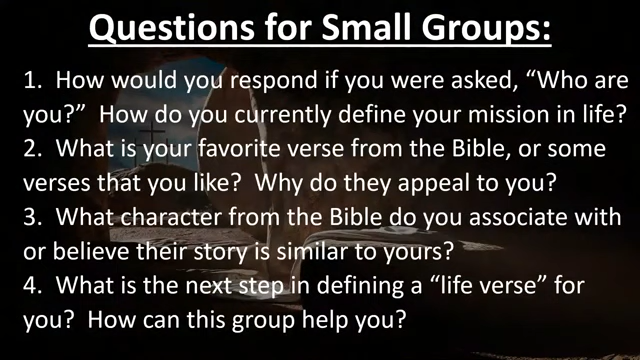 Questions for Small Groups:
1.  How would you respond if you were asked, “Who are
you?”  How do you currently define your mission in life?
2.  What is your favorite verse from the Bible, or some
verses that you like?  Why do they appeal to you?
3.  What character from the Bible do you associate with
or believe their story is similar to yours?
4.  What is the next step in defining a “life verse” for
you?  How can this group help you?